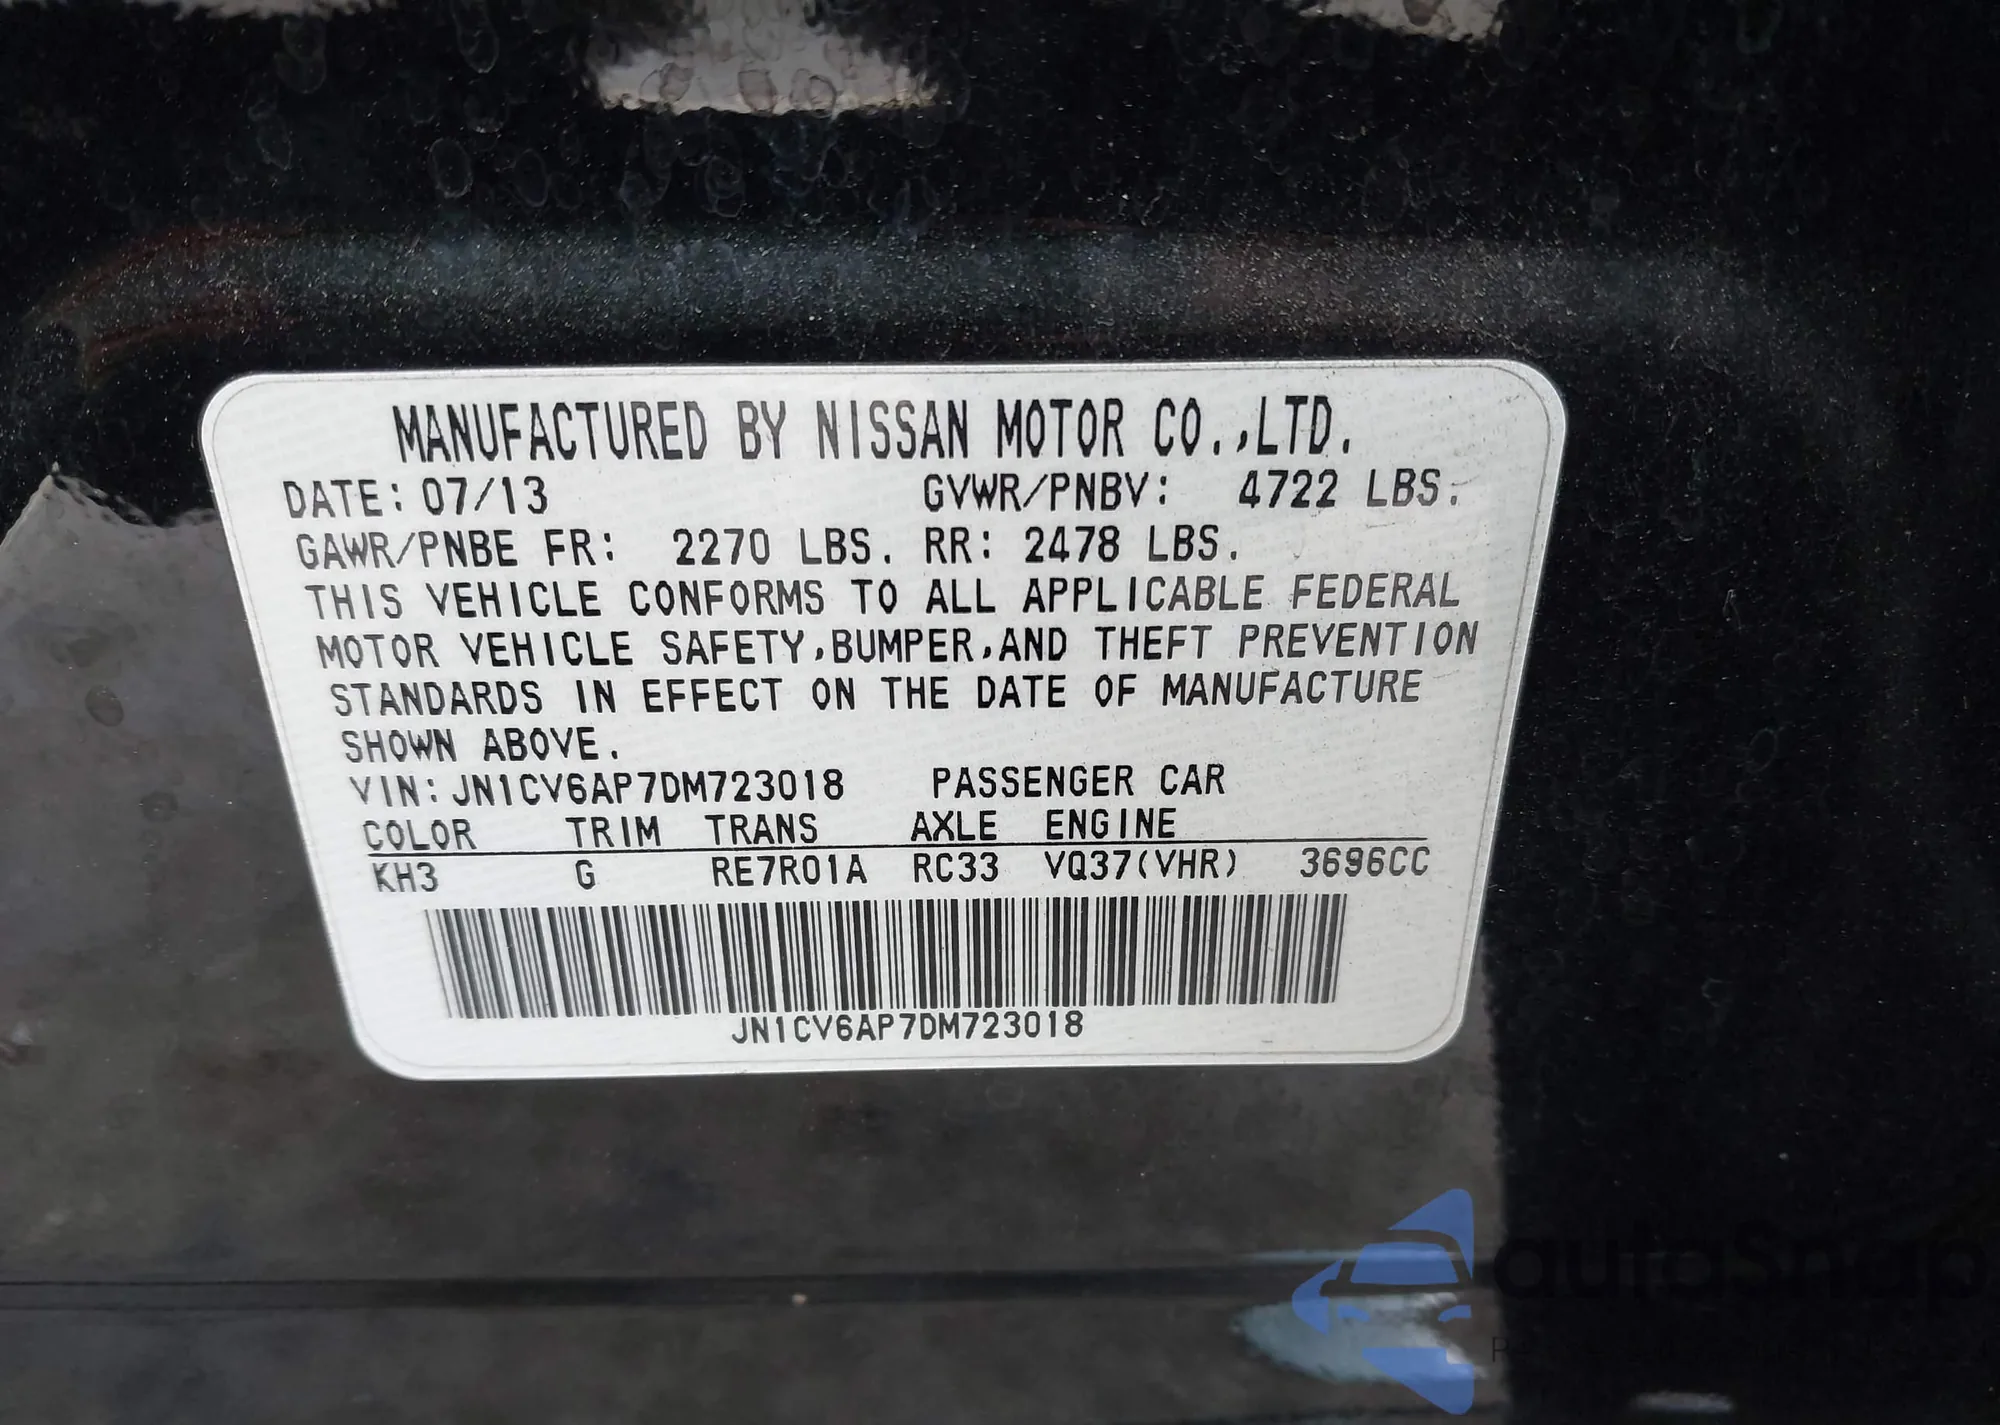 MANUFACTURED BY NISSAN MOTOR CO.,LTD.
DATE: 07/13 GVWR/PNBV: 4722 LBS.
GAWR/PNBE FR: 2270 LBS. RR: 2478 LBS.
THIS VEHICLE CONFORMS TO ALL APPLICABLE FEDERAL
MOTOR VEHICLE SAFETY,BUMPER,AND THEFT PREVENTION
STANDARDS IN EFFECT ON THE DATE OF MANUFACTURE
SHOWN ABOVE.
VIN: JN1CV6AP7DM723018 PASSENGER CAR
COLOR TRIM TRANS AXLE ENGINE
KH3 G RE7R01A RC33 VQ37(VHR) 3696CC
JN1CV6AP7DM723018
autoSnap